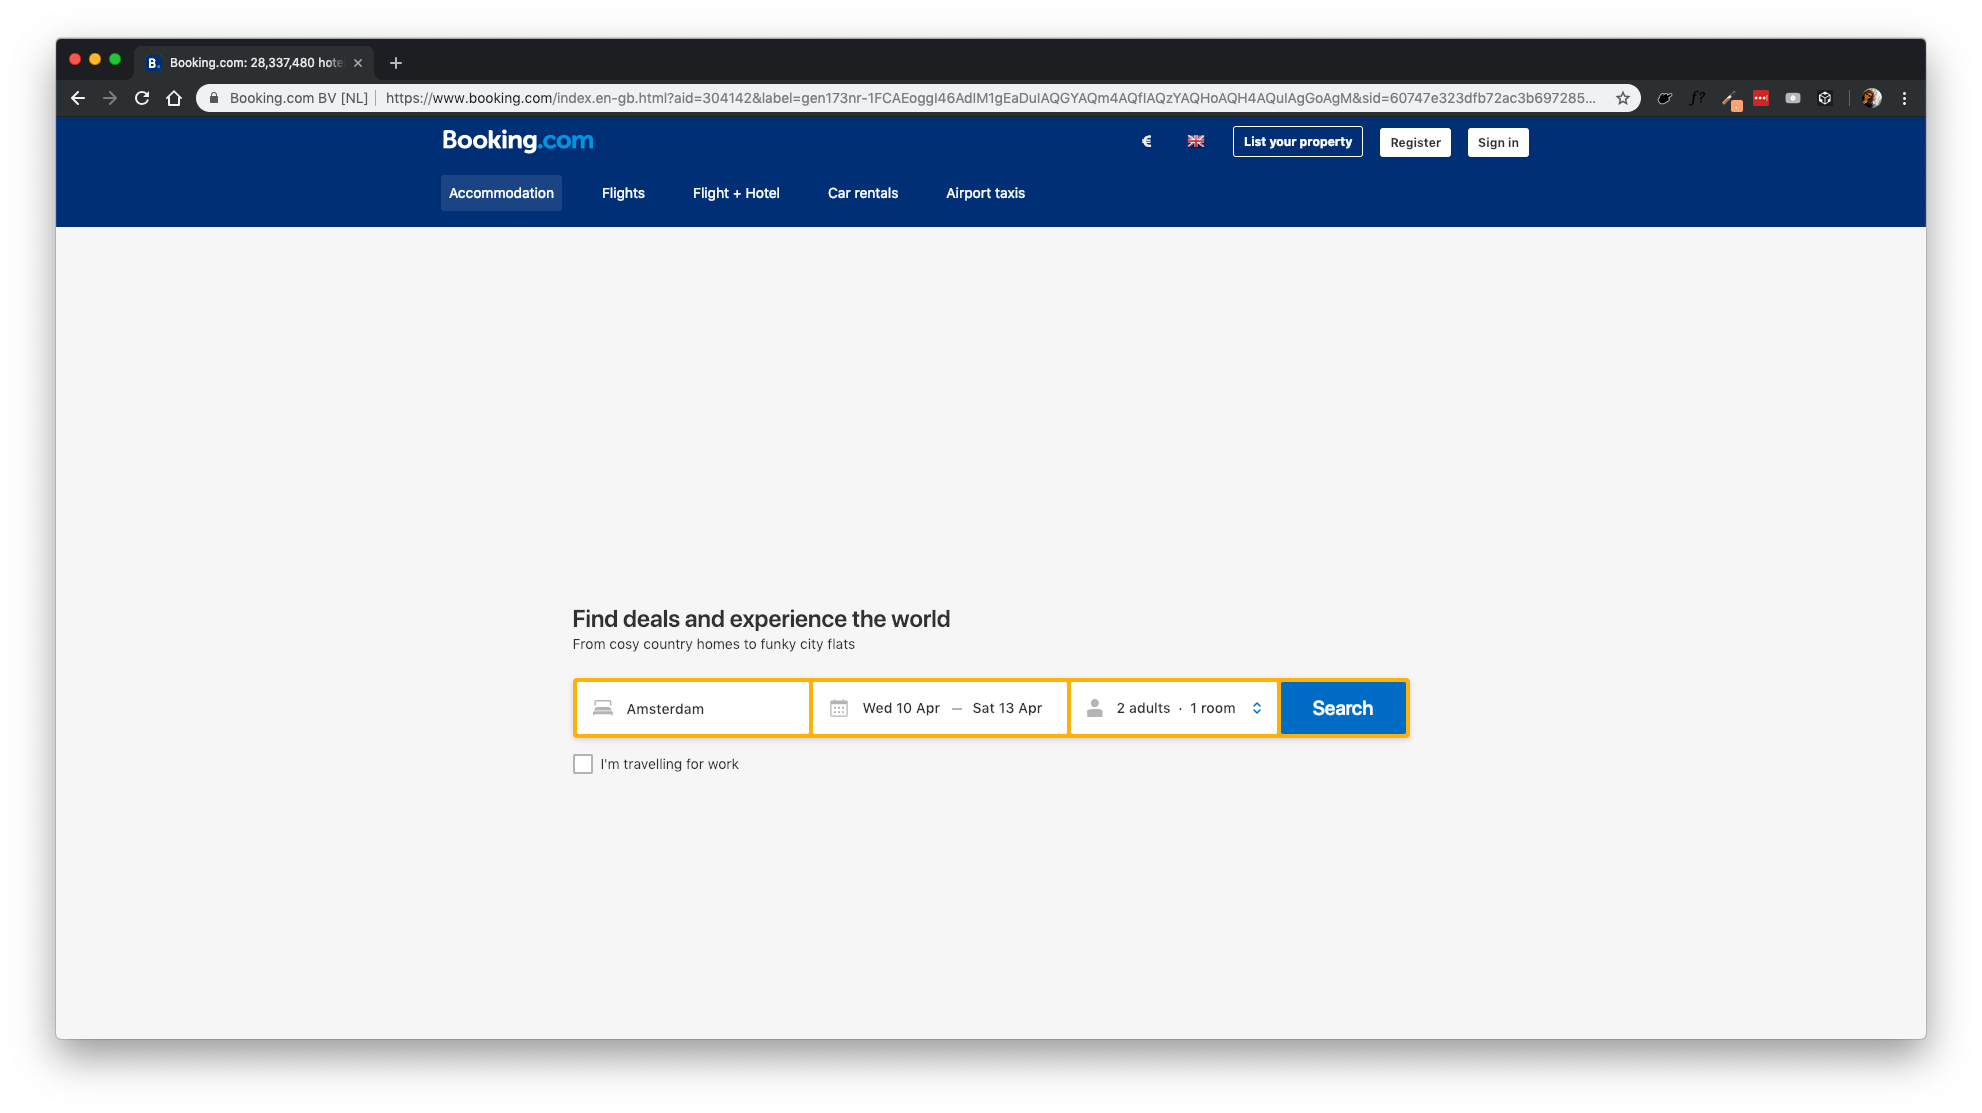 B. Booking.com: 28,337,480 hote
Booking.com BV [NL] https://www.booking.com/index.en-gb.html?aid=304142&label=gen173nr-1FCAEoggI46AdIM1gEaDuIAQGYAQm4AQfIAQzYAQHoAQH4AQuIAgGoAgM&sid=60747e323dfb72ac3b697285...
Booking.com € List your property Register Sign in
Accommodation Flights Flight + Hotel Car rentals Airport taxis
Find deals and experience the world
From cosy country homes to funky city flats
Amsterdam Wed 10 Apr — Sat 13 Apr 2 adults · 1 room Search
I'm travelling for work